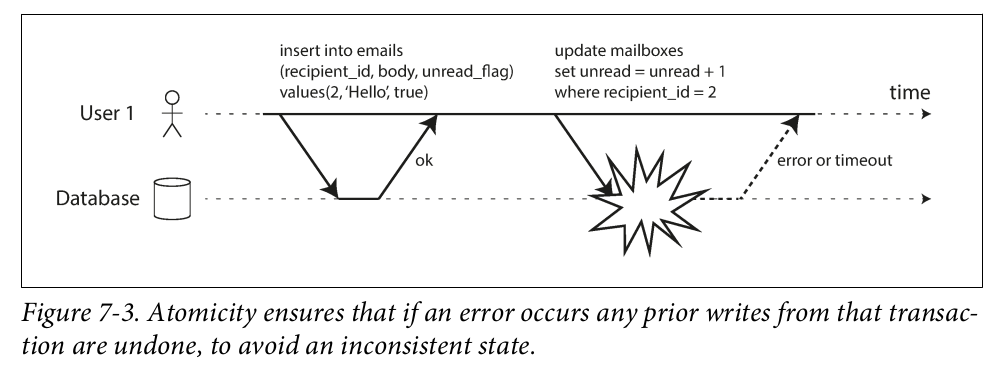 insert into emails
(recipient_id, body, unread_flag)
values(2, ‘Hello’, true)
update mailboxes
set unread = unread + 1
where recipient_id = 2
time
User 1
ok
error or timeout
Database
Figure 7-3. Atomicity ensures that if an error occurs any prior writes from that transac-
tion are undone, to avoid an inconsistent state.